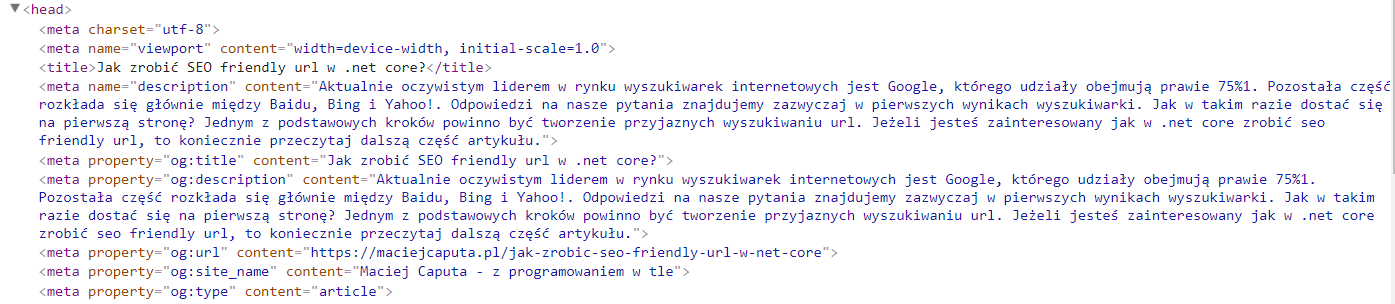 ▼<head>
<meta charset="utf-8">
<meta name="viewport" content="width=device-width, initial-scale=1.0">
<title>Jak zrobić SEO friendly url w .net core?</title>
<meta name="description" content="Aktualnie oczywistym liderem w rynku wyszukiwarek internetowych jest Google, którego udziały obejmują prawie 75%1. Pozostała część
rozkłada się głównie między Baidu, Bing i Yahoo!. Odpowiedzi na nasze pytania znajdujemy zazwyczaj w pierwszych wynikach wyszukiwarki. Jak w takim razie dostać się
na pierwszą stronę? Jednym z podstawowych kroków powinno być tworzenie przyjaznych wyszukiwaniu url. Jeżeli jesteś zainteresowany jak w .net core zrobić seo
friendly url, to koniecznie przeczytaj dalszą część artykułu.">
<meta property="og:title" content="Jak zrobić SEO friendly url w .net core?">
<meta property="og:description" content="Aktualnie oczywistym liderem w rynku wyszukiwarek internetowych jest Google, którego udziały obejmują prawie 75%1.
Pozostała część rozkłada się głównie między Baidu, Bing i Yahoo!. Odpowiedzi na nasze pytania znajdujemy zazwyczaj w pierwszych wynikach wyszukiwarki. Jak w takim
razie dostać się na pierwszą stronę? Jednym z podstawowych kroków powinno być tworzenie przyjaznych wyszukiwaniu url. Jeżeli jesteś zainteresowany jak w .net core
zrobić seo friendly url, to koniecznie przeczytaj dalszą część artykułu.">
<meta property="og:url" content="https://maciejcaputa.pl/jak-zrobic-seo-friendly-url-w-net-core">
<meta property="og:site_name" content="Maciej Caputa - z programowaniem w tle">
<meta property="og:type" content="article">